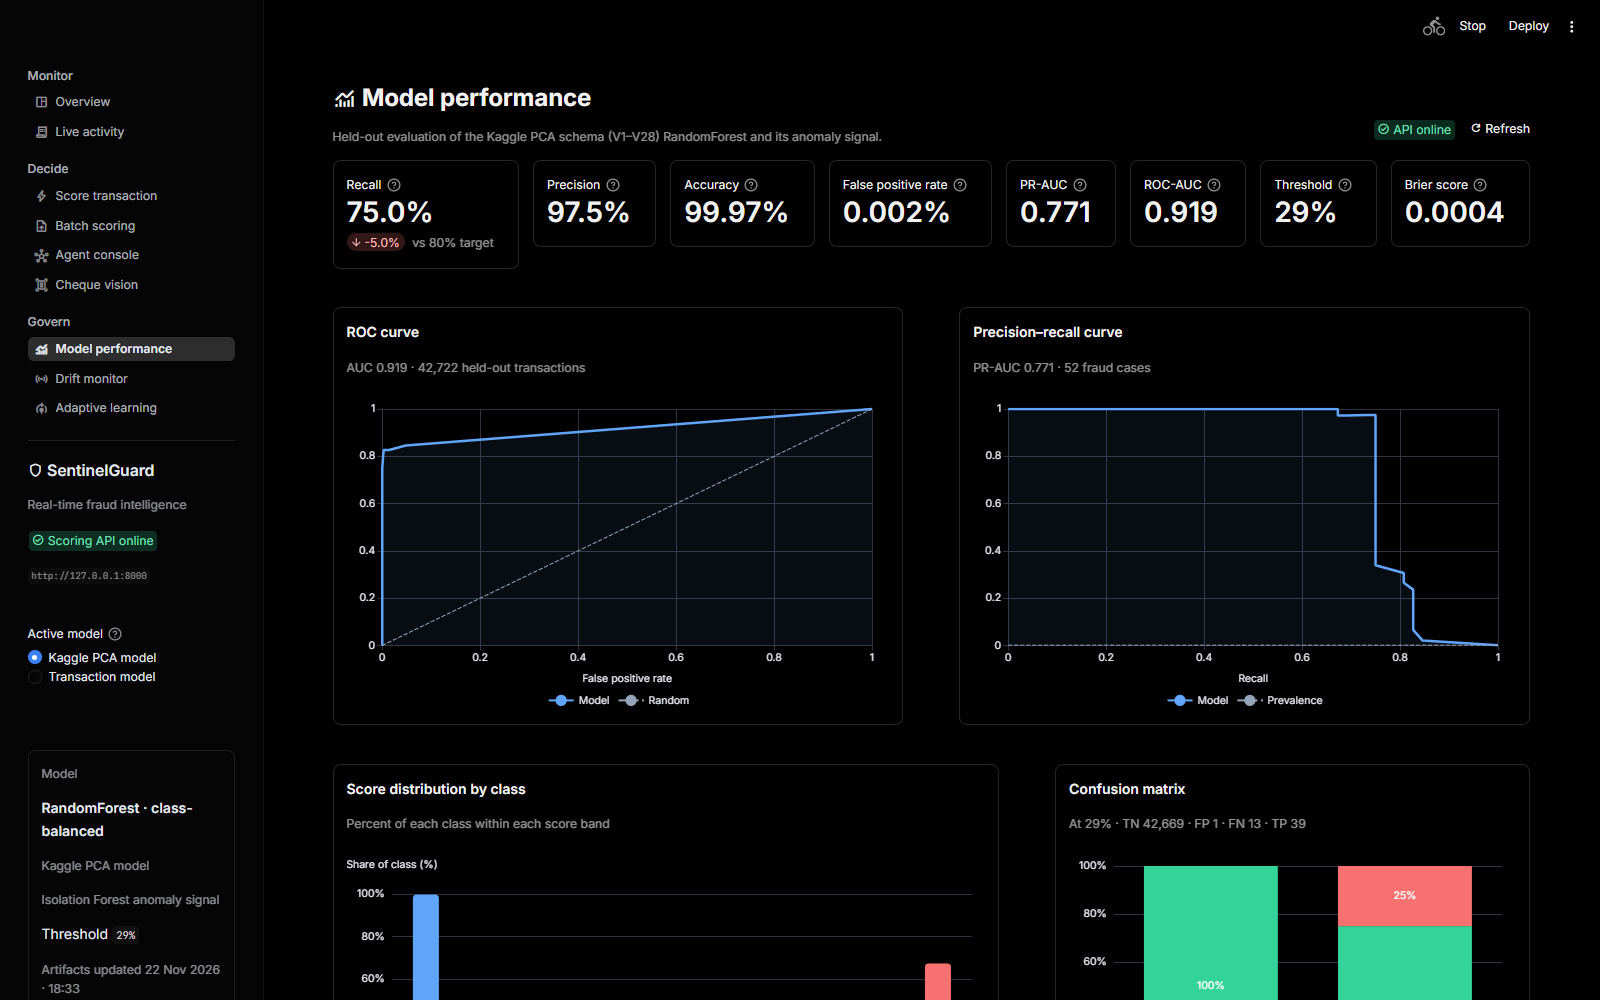 Stop
Deploy
Monitor
Overview
Live activity
Decide
Score transaction
Batch scoring
Agent console
Cheque vision
Govern
Model performance
Drift monitor
Adaptive learning
SentinelGuard
Real-time fraud intelligence
Scoring API online
http://127.0.0.1:8000
Active model
Kaggle PCA model
Transaction model
Model
RandomForest · class-
balanced
Kaggle PCA model
Isolation Forest anomaly signal
Threshold 29%
Artifacts updated 22 Nov 2026
· 18:33
Model performance
Held-out evaluation of the Kaggle PCA schema (V1–V28) RandomForest and its anomaly signal.
API online
Refresh
Recall
75.0%
-5.0% vs 80% target
Precision
97.5%
Accuracy
99.97%
False positive rate
0.002%
PR-AUC
0.771
ROC-AUC
0.919
Threshold
29%
Brier score
0.0004
ROC curve
AUC 0.919 · 42,722 held-out transactions
1
0.8
0.6
0.4
0.2
0
0 0.2 0.4 0.6 0.8 1
False positive rate
Model Random
Precision–recall curve
PR-AUC 0.771 · 52 fraud cases
1
0.8
0.6
0.4
0.2
0
0 0.2 0.4 0.6 0.8 1
Recall
Model Prevalence
Score distribution by class
Percent of each class within each score band
Share of class (%)
100%
80%
60%
Confusion matrix
At 29% · TN 42,669 · FP 1 · FN 13 · TP 39
100%
80%
60%
25%
100%